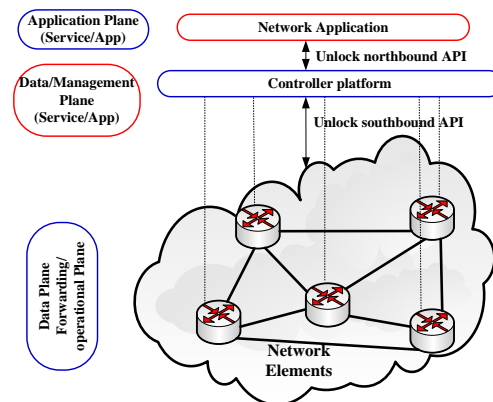 Application Plane
(Service/App)
Network Application
Unlock northbound API
Data/Management
Plane
(Service/App)
Controller platform
Unlock southbound API
Data Plane
Forwarding/
operational Plane
Network
Elements